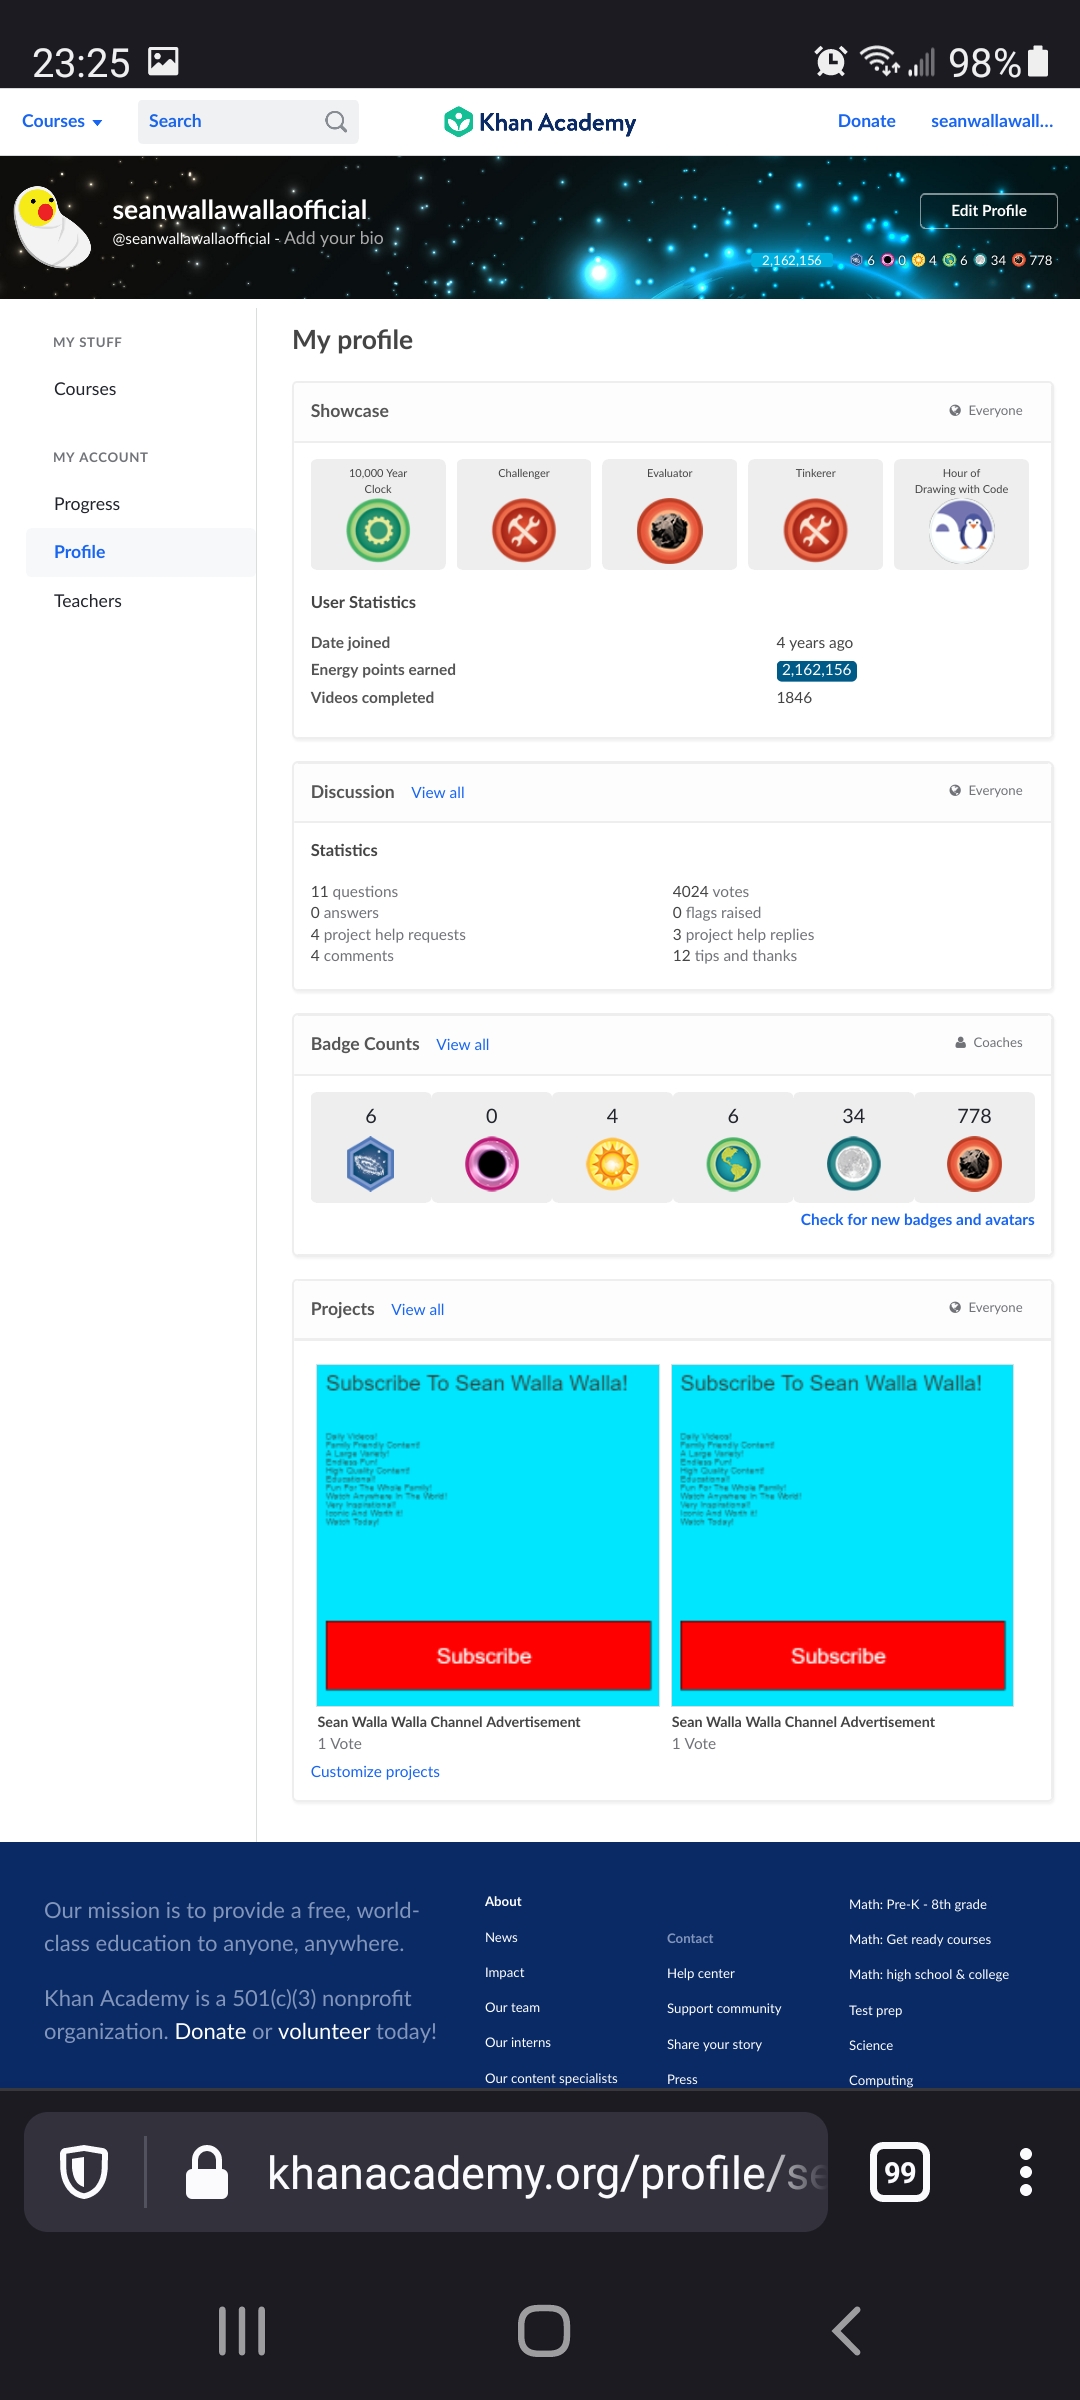 23:25
98%
Courses
Search
Khan Academy
Donate
seanwallawall...
seanwallawallaofficial
@seanwallawallaofficial - Add your bio
Edit Profile
2,162,156
6 0 4 6 34 778
MY STUFF
Courses
MY ACCOUNT
Progress
Profile
Teachers
My profile
Showcase
Everyone
10,000 Year
Clock
Challenger
Evaluator
Tinkerer
Hour of
Drawing with Code
User Statistics
Date joined
4 years ago
Energy points earned
2,162,156
Videos completed
1846
Discussion
View all
Everyone
Statistics
11 questions
0 answers
4 project help requests
4 comments
4024 votes
0 flags raised
3 project help replies
12 tips and thanks
Badge Counts
View all
Coaches
6
0
4
6
34
778
Check for new badges and avatars
Projects
View all
Everyone
Subscribe To Sean Walla Walla!
Daily Videos!
Family Friendly Content!
A Large Variety!
Endless Fun!
High Quality Content!
Educational!
Fun For The Whole Family!
Watch Anywhere In The World!
Very Inspirational!
Iconic And Worth It!
Watch Today!
Subscribe
Sean Walla Walla Channel Advertisement
1 Vote
Subscribe To Sean Walla Walla!
Daily Videos!
Family Friendly Content!
A Large Variety!
Endless Fun!
High Quality Content!
Educational!
Fun For The Whole Family!
Watch Anywhere In The World!
Very Inspirational!
Iconic And Worth It!
Watch Today!
Subscribe
Sean Walla Walla Channel Advertisement
1 Vote
Customize projects
Our mission is to provide a free, world-
class education to anyone, anywhere.
Khan Academy is a 501(c)(3) nonprofit
organization. Donate or volunteer today!
About
News
Impact
Our team
Our interns
Our content specialists
Contact
Help center
Support community
Share your story
Press
Math: Pre-K - 8th grade
Math: Get ready courses
Math: high school & college
Test prep
Science
Computing
khanacademy.org/profile/se
99